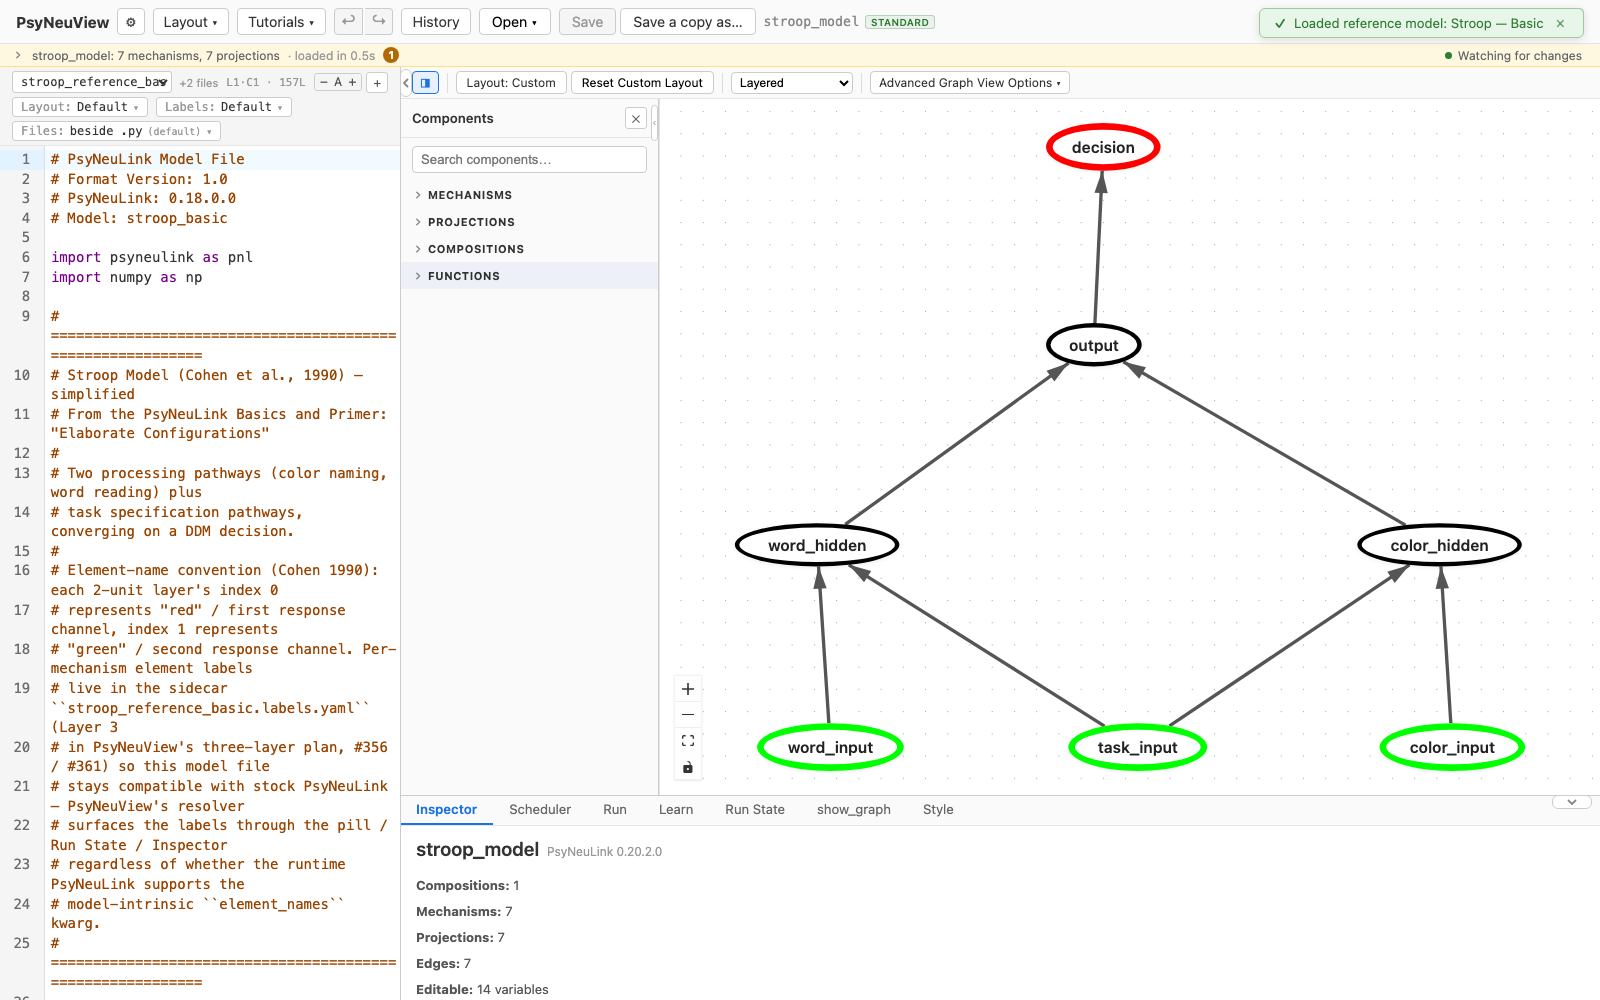 PsyNeuView
Layout
Tutorials
History
Open
Save
Save a copy as...
stroop_model
STANDARD
✓ Loaded reference model: Stroop — Basic ×
stroop_model: 7 mechanisms, 7 projections · loaded in 0.5s 1
Watching for changes
+2 files L1:C1 · 157L − A + +
Layout: Default
Labels: Default
Files: beside .py (default)
Layout: Custom
Reset Custom Layout
Layered
Advanced Graph View Options
1 # PsyNeuLink Model File
2 # Format Version: 1.0
3 # PsyNeuLink: 0.18.0.0
4 # Model: stroop_basic
5
6 import psyneulink as pnl
7 import numpy as np
8
9 #
=========================================
==================
10 # Stroop Model (Cohen et al., 1990) —
simplified
11 # From the PsyNeuLink Basics and Primer:
"Elaborate Configurations"
12 #
13 # Two processing pathways (color naming,
word reading) plus
14 # task specification pathways,
converging on a DDM decision.
15 #
16 # Element-name convention (Cohen 1990):
each 2-unit layer's index 0
17 # represents "red" / first response
channel, index 1 represents
18 # "green" / second response channel. Per-
mechanism element labels
19 # live in the sidecar
``stroop_reference_basic.labels.yaml``
(Layer 3
20 # in PsyNeuView's three-layer plan, #356
/ #361) so this model file
21 # stays compatible with stock PsyNeuLink
— PsyNeuView's resolver
22 # surfaces the labels through the pill /
Run State / Inspector
23 # regardless of whether the runtime
PsyNeuLink supports the
24 # model-intrinsic ``element_names``
kwarg.
25 #
=========================================
==================
Components ×
Search components…
MECHANISMS
PROJECTIONS
COMPOSITIONS
FUNCTIONS
decision
output
word_hidden
color_hidden
word_input
task_input
color_input
Inspector
Scheduler
Run
Learn
Run State
show_graph
Style
stroop_model PsyNeuLink 0.20.2.0
Compositions: 1
Mechanisms: 7
Projections: 7
Edges: 7
Editable: 14 variables